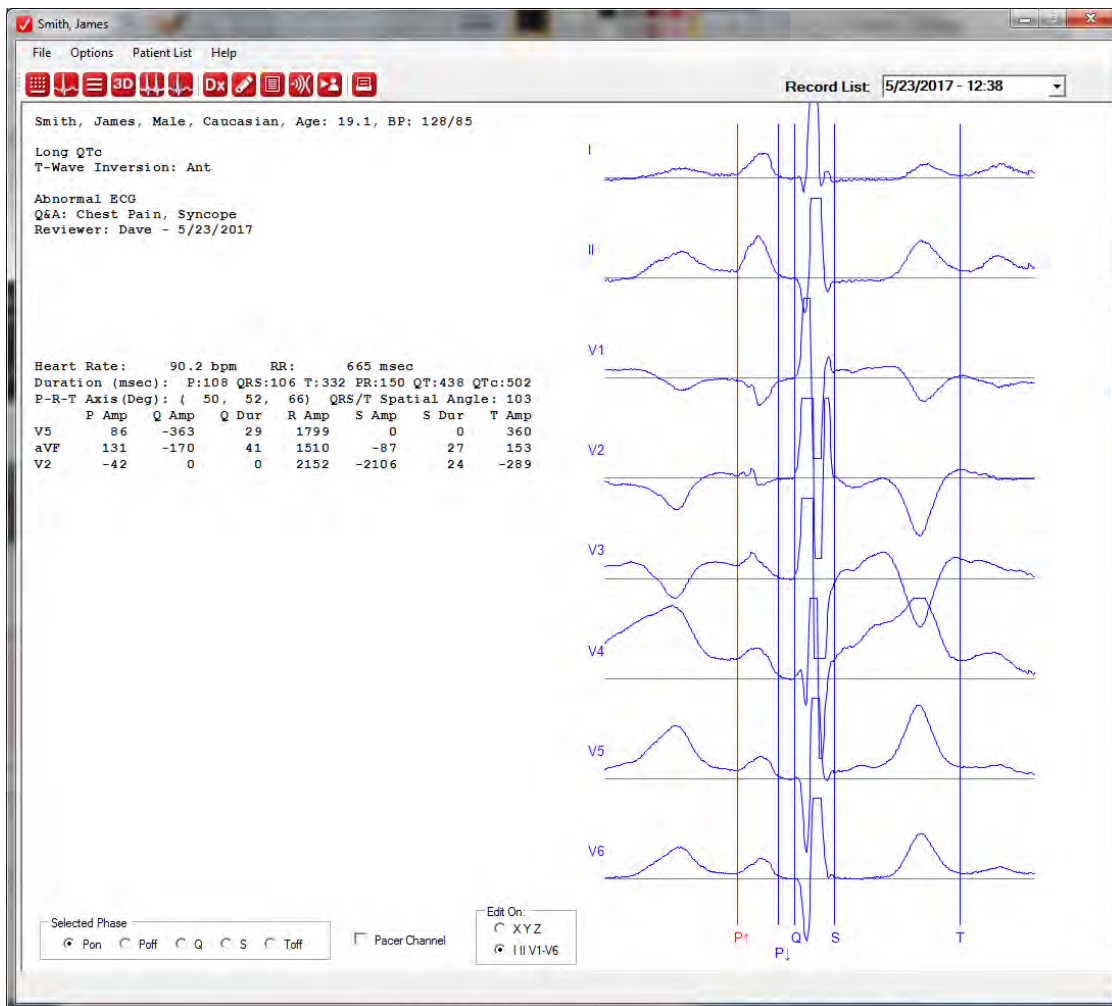 Smith, James
File Options Patient List Help
3D Dx
Record List: 5/23/2017 - 12:38
Smith, James, Male, Caucasian, Age: 19.1, BP: 128/85
Long QTc
T-Wave Inversion: Ant
Abnormal ECG
Q&A: Chest Pain, Syncope
Reviewer: Dave - 5/23/2017
Heart Rate: 90.2 bpm RR: 665 msec
Duration (msec): P:108 QRS:106 T:332 PR:150 QT:438 QTc:502
P-R-T Axis(Deg): ( 50, 52, 66) QRS/T Spatial Angle: 103
P Amp Q Amp Q Dur R Amp S Amp S Dur T Amp
V5 86 -363 29 1799 0 0 360
aVF 131 -170 41 1510 -87 27 153
V2 -42 0 0 2152 -2106 24 -289
I
II
V1
V2
V3
V4
V5
V6
P↑ P↓ Q S T
Selected Phase
Pon Poff Q S Toff
Pacer Channel
Edit On:
X Y Z
I II V1-V6